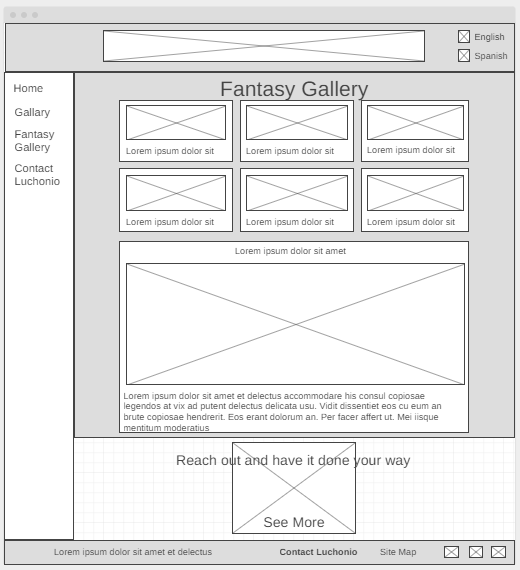 English
Spanish
Home
Gallary
Fantasy
Gallery
Contact
Luchonio
Fantasy Gallery
Lorem ipsum dolor sit
Lorem ipsum dolor sit
Lorem ipsum dolor sit
Lorem ipsum dolor sit
Lorem ipsum dolor sit
Lorem ipsum dolor sit
Lorem ipsum dolor sit amet
Lorem ipsum dolor sit amet et delectus accommodare his consul copiosae
legendos at vix ad putent delectus delicata usu. Vidit dissentiet eos cu eum an
brute copiosae hendrerit. Eos erant dolorum an. Per facer affert ut. Mei iisque
mentitum moderatius
Reach out and have it done your way
See More
Lorem ipsum dolor sit amet et delectus
Contact Luchonio
Site Map